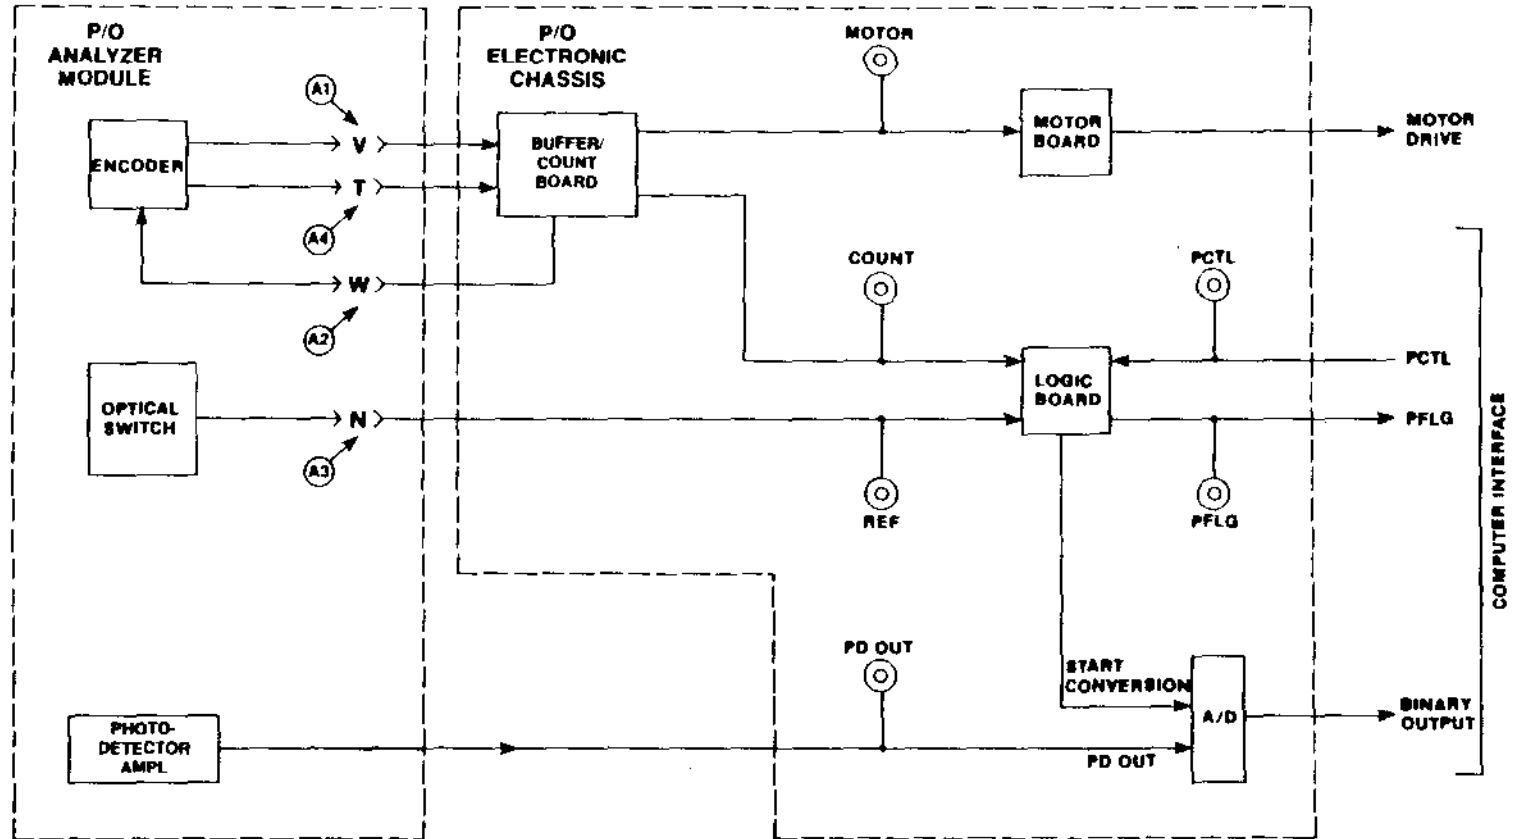 P/O
ANALYZER
MODULE
P/O
ELECTRONIC
CHASSIS
MOTOR
A1
ENCODER
V
BUFFER/
COUNT
BOARD
MOTOR
BOARD
MOTOR
DRIVE
T
A4
W
A2
COUNT
PCTL
OPTICAL
SWITCH
N
A3
LOGIC
BOARD
PCTL
PFLG
REF
PFLG
COMPUTER INTERFACE
PD OUT
START
CONVERSION
PHOTO-
DETECTOR
AMPL
A/D
BINARY
OUTPUT
PD OUT